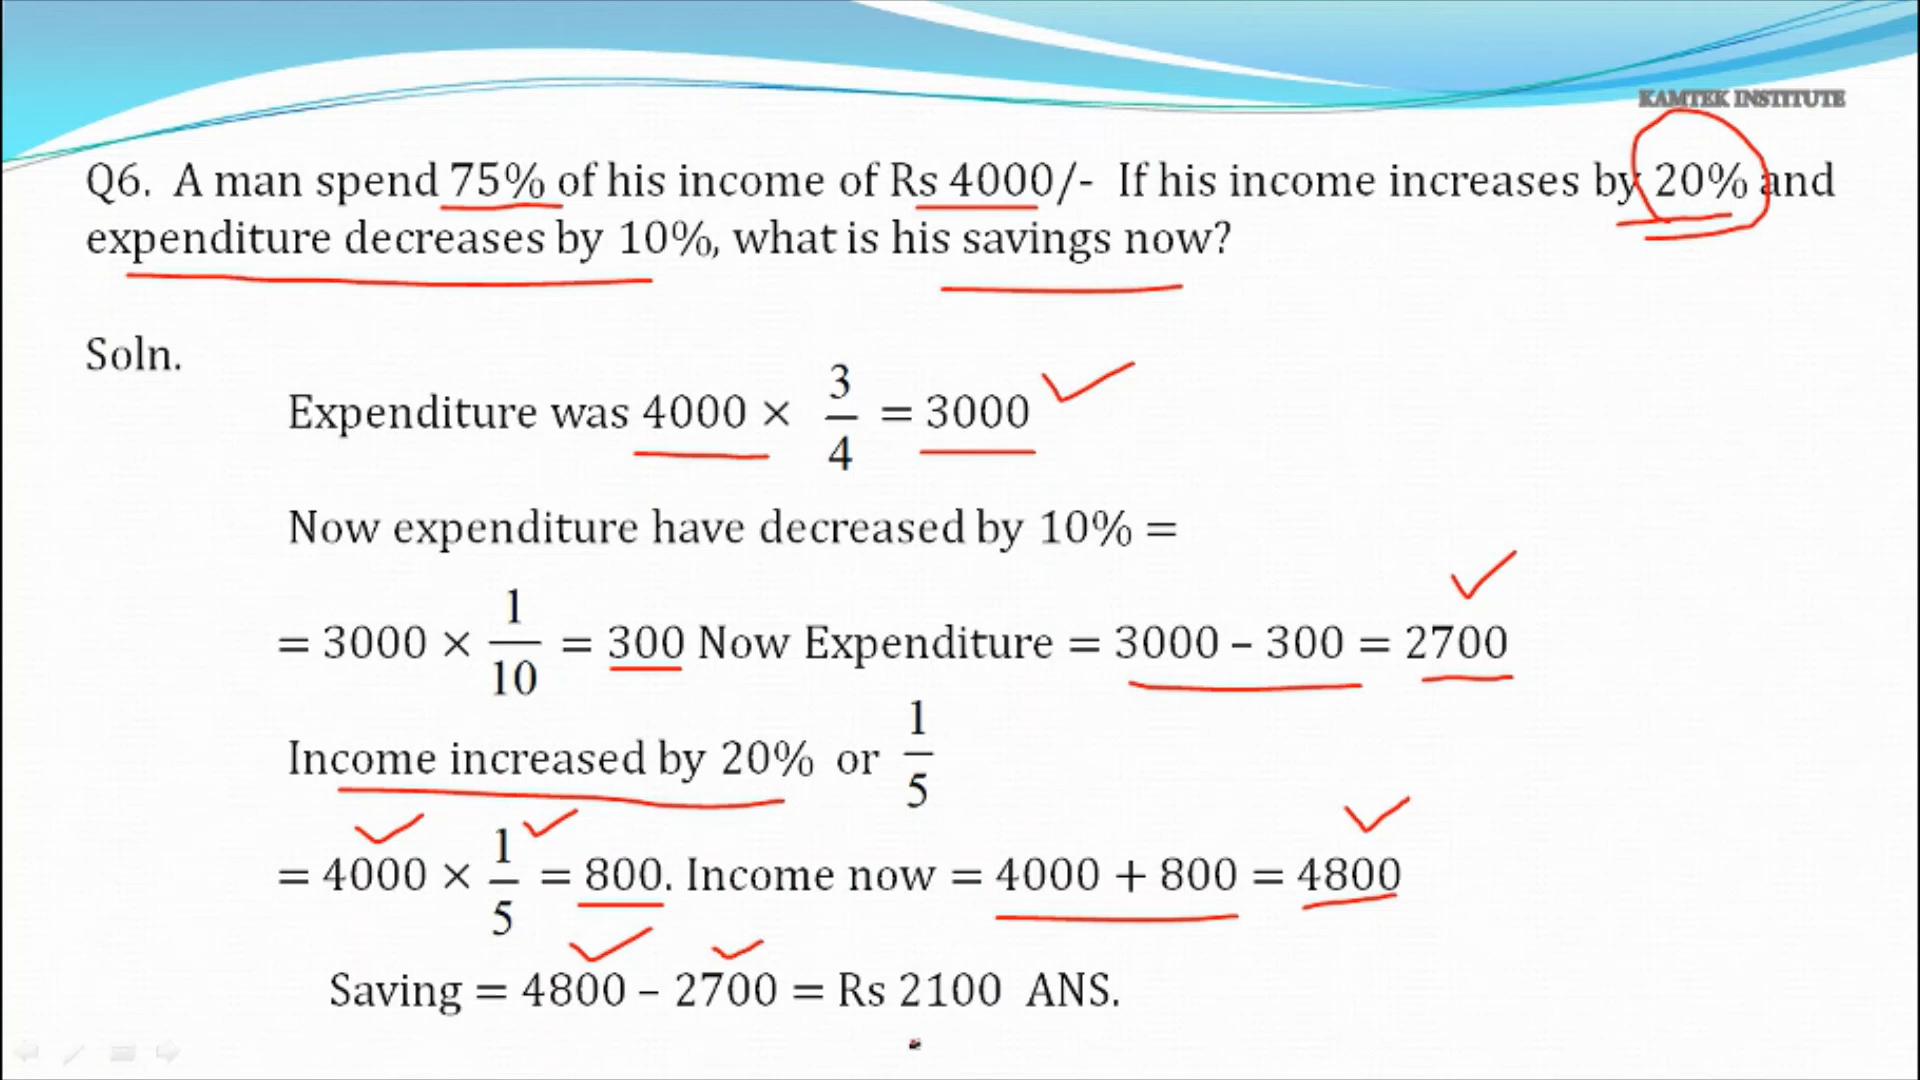 KAMTEK INSTITUTE
Q6. A man spend 75% of his income of Rs 4000/- If his income increases by 20% and
expenditure decreases by 10%, what is his savings now?
Soln.
Expenditure was 4000 × 3/4 = 3000
Now expenditure have decreased by 10% =
= 3000 × 1/10 = 300 Now Expenditure = 3000 – 300 = 2700
Income increased by 20% or 1/5
= 4000 × 1/5 = 800. Income now = 4000 + 800 = 4800
Saving = 4800 – 2700 = Rs 2100 ANS.